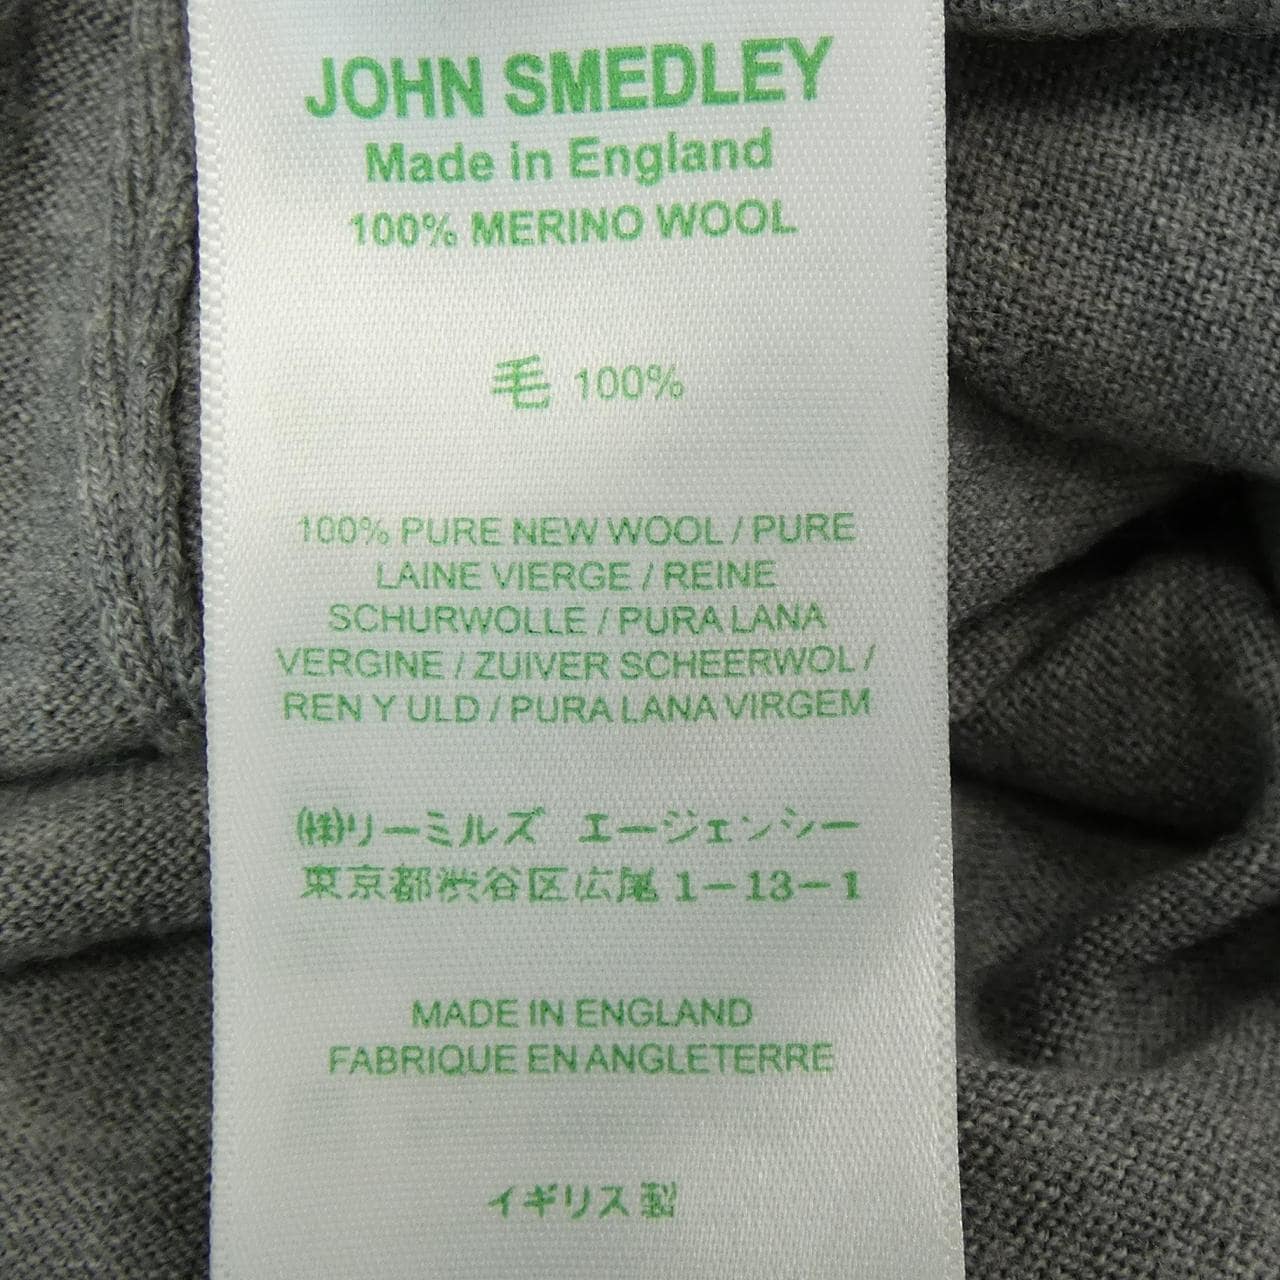 JOHN SMEDLEY
Made in England
100% MERINO WOOL
毛 100%
100% PURE NEW WOOL / PURE
LAINE VIERGE / REINE
SCHURWOLLE / PURA LANA
VERGINE / ZUIVER SCHEERWOL /
REN Y ULD / PURA LANA VIRGEM
㈱リーミルズ エージェンシー
東京都渋谷区広尾1-13-1
MADE IN ENGLAND
FABRIQUE EN ANGLETERRE
イギリス製